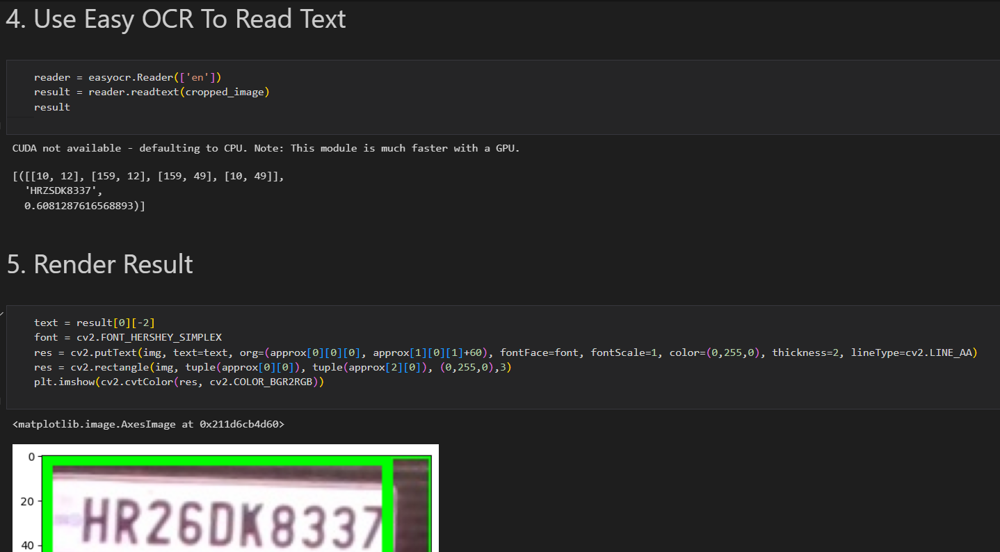 4. Use Easy OCR To Read Text
reader = easyocr.Reader(['en'])
result = reader.readtext(cropped_image)
result
CUDA not available - defaulting to CPU. Note: This module is much faster with a GPU.
[([[10, 12], [159, 12], [159, 49], [10, 49]],
'HRZSDK8337',
0.6081287616568893)]
5. Render Result
text = result[0][-2]
font = cv2.FONT_HERSHEY_SIMPLEX
res = cv2.putText(img, text=text, org=(approx[0][0][0], approx[1][0][1]+60), fontFace=font, fontScale=1, color=(0,255,0), thickness=2, lineType=cv2.LINE_AA)
res = cv2.rectangle(img, tuple(approx[0][0]), tuple(approx[2][0]), (0,255,0),3)
plt.imshow(cv2.cvtColor(res, cv2.COLOR_BGR2RGB))
<matplotlib.image.AxesImage at 0x211d6cb4d60>
0
20
HR26DK8337
40